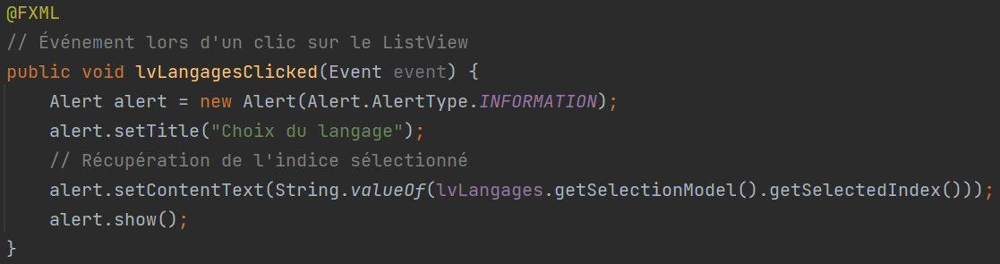 @FXML
// Événement lors d'un clic sur le ListView
public void lvLangagesClicked(Event event) {
    Alert alert = new Alert(Alert.AlertType.INFORMATION);
    alert.setTitle("Choix du langage");
    // Récupération de l'indice sélectionné
    alert.setContentText(String.valueOf(lvLangages.getSelectionModel().getSelectedIndex()));
    alert.show();
}